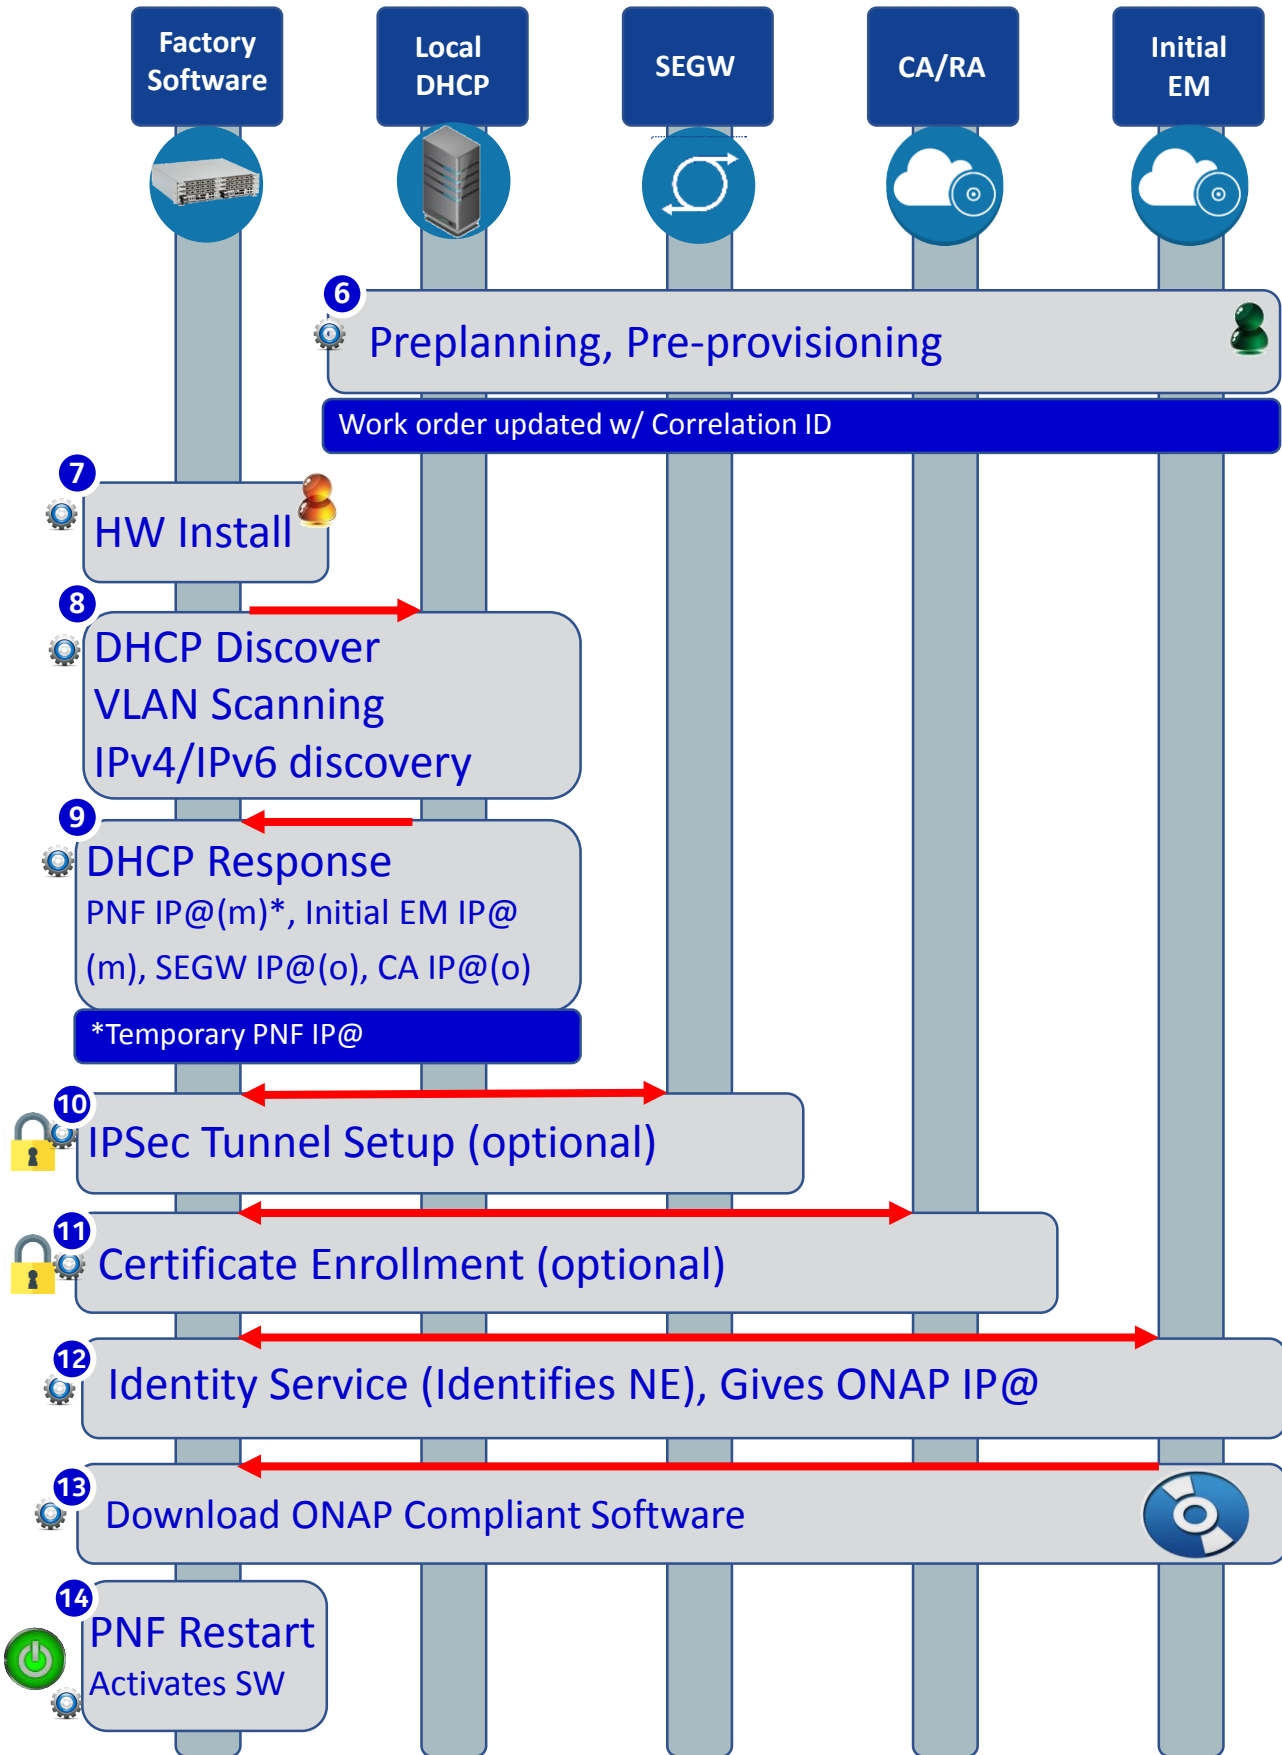 Factory
Software
Local
DHCP
SEGW
CA/RA
Initial
EM
6
Preplanning, Pre-provisioning
Work order updated w/ Correlation ID
7
HW Install
8
DHCP Discover
VLAN Scanning
IPv4/IPv6 discovery
9
DHCP Response
PNF IP@(m)*, Initial EM IP@
(m), SEGW IP@(o), CA IP@(o)
*Temporary PNF IP@
10
IPSec Tunnel Setup (optional)
11
Certificate Enrollment (optional)
12
Identity Service (Identifies NE), Gives ONAP IP@
13
Download ONAP Compliant Software
14
PNF Restart
Activates SW